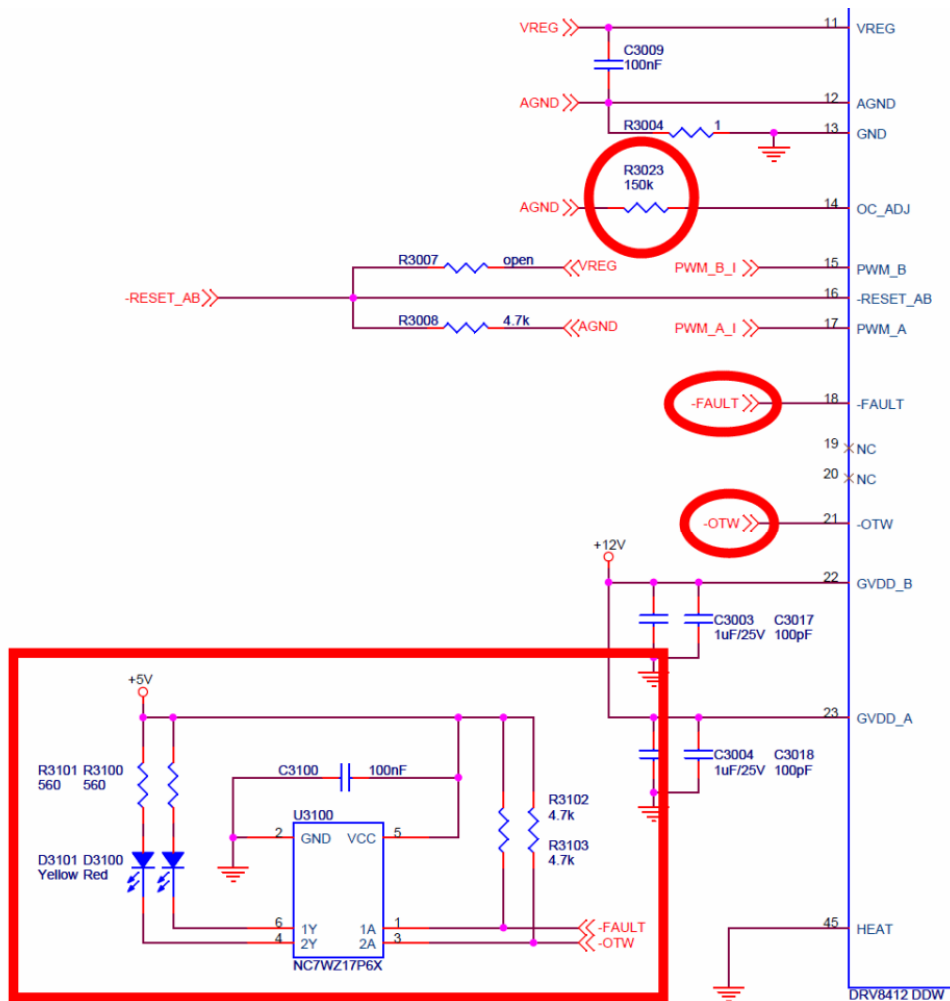 VREG 11 VREG
C3009
100nF
AGND 12 AGND
R3004 1 13 GND
R3023
150k
AGND 14 OC_ADJ
R3007 open VREG PWM_B_I 15 PWM_B
-RESET_AB 16 -RESET_AB
R3008 4.7k AGND PWM_A_I 17 PWM_A
-FAULT 18 -FAULT
19 NC
20 NC
-OTW 21 -OTW
+12V
22 GVDD_B
C3003 C3017
1uF/25V 100pF
+5V
23 GVDD_A
C3004 C3018
1uF/25V 100pF
R3101 R3100
560 560
C3100 100nF
R3102
4.7k
U3100
2 GND VCC 5
R3103
4.7k
D3101 D3100
Yellow Red
6 1Y 1A 1 -FAULT
4 2Y 2A 3 -OTW
NC7WZ17P6X
45 HEAT
DRV8412 DDW